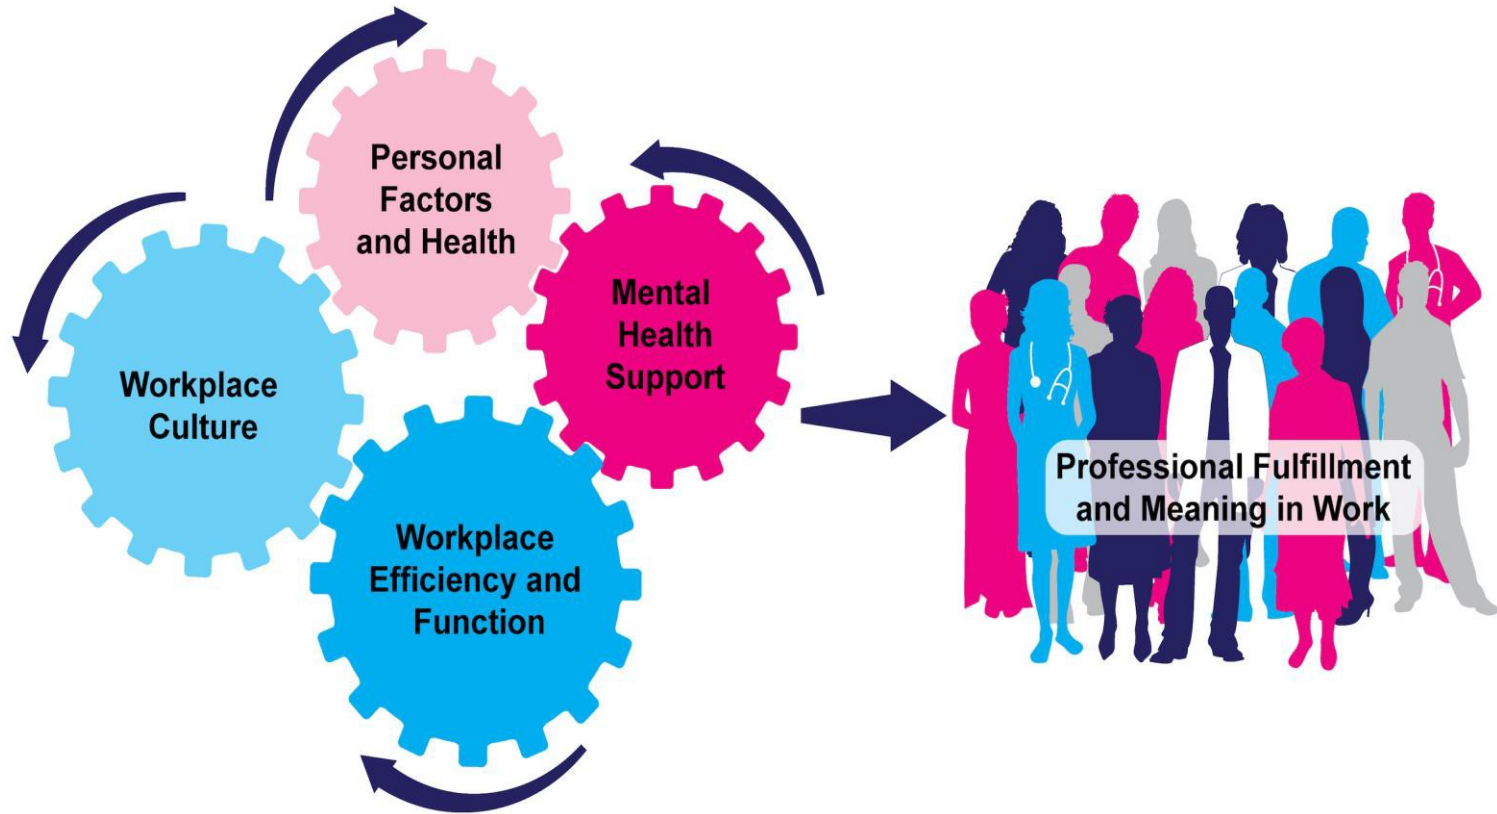 Personal
Factors
and Health
Mental
Health
Support
Workplace
Culture
Workplace
Efficiency and
Function
Professional Fulfillment
and Meaning in Work